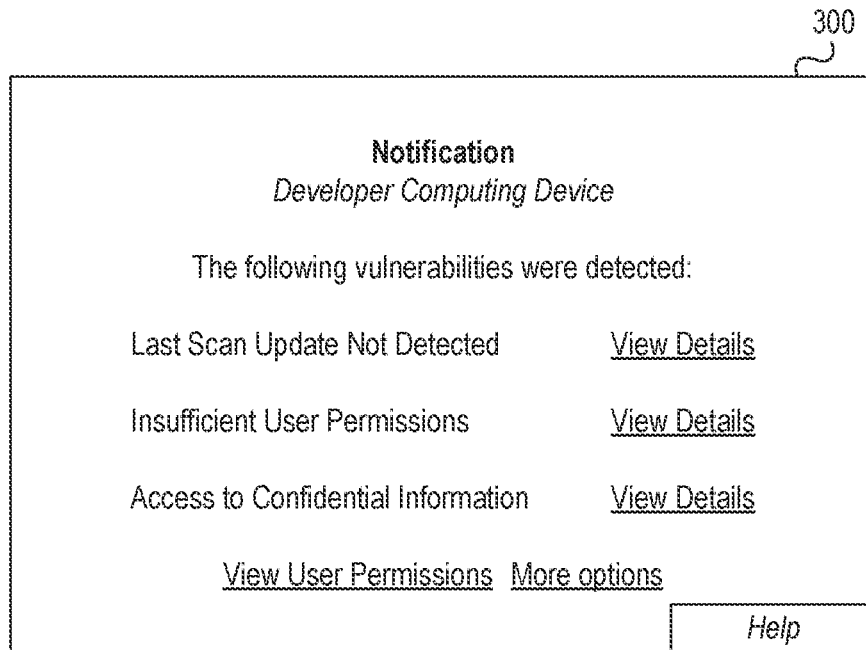 300
Notification
Developer Computing Device
The following vulnerabilities were detected:
Last Scan Update Not Detected View Details
Insufficient User Permissions View Details
Access to Confidential Information View Details
View User Permissions More options
Help